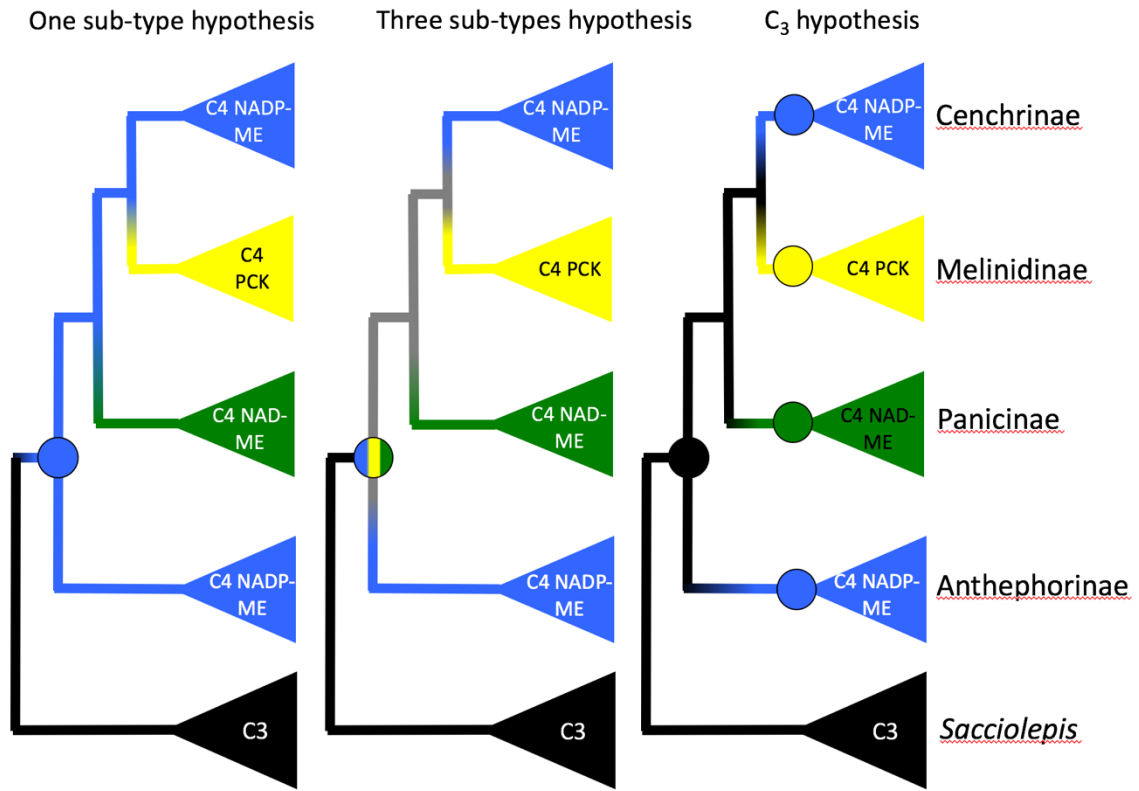 One sub-type hypothesis
Three sub-types hypothesis
C3 hypothesis
C4 NADP-
ME
C4 NADP-
ME
C4 NADP-
ME
Cenchrinae
C4
PCK
C4 PCK
C4 PCK
Melinidinae
C4 NAD-
ME
C4 NAD-
ME
C4 NAD-
ME
Panicinae
C4 NADP-
ME
C4 NADP-
ME
C4 NADP-
ME
Anthephorinae
C3
C3
C3
Sacciolepis